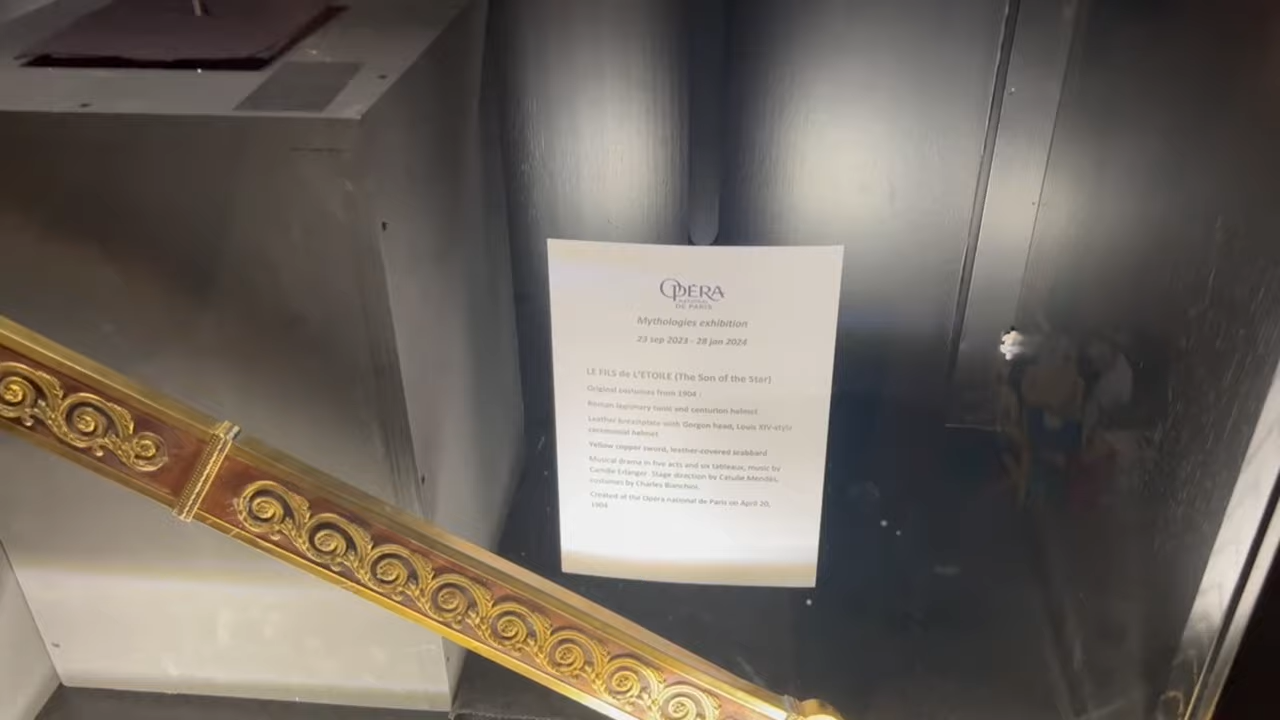 OPÉRA
NATIONAL
DE PARIS
Mythologies exhibition
23 sep 2023 - 28 jan 2024
LE FILS de L'ETOILE (The Son of the Star)
Original costumes from 1904 :
Roman legionary tunic and centurion helmet
Leather breastplate with Gorgon head, Louis XIV-style
ceremonial helmet
Yellow copper sword, leather-covered scabbard
Musical drama in five acts and six tableaux, music by
Camille Erlanger. Stage direction by Catulle Mendès,
costumes by Charles Bianchini.
Created at the Opéra national de Paris on April 20,
1904